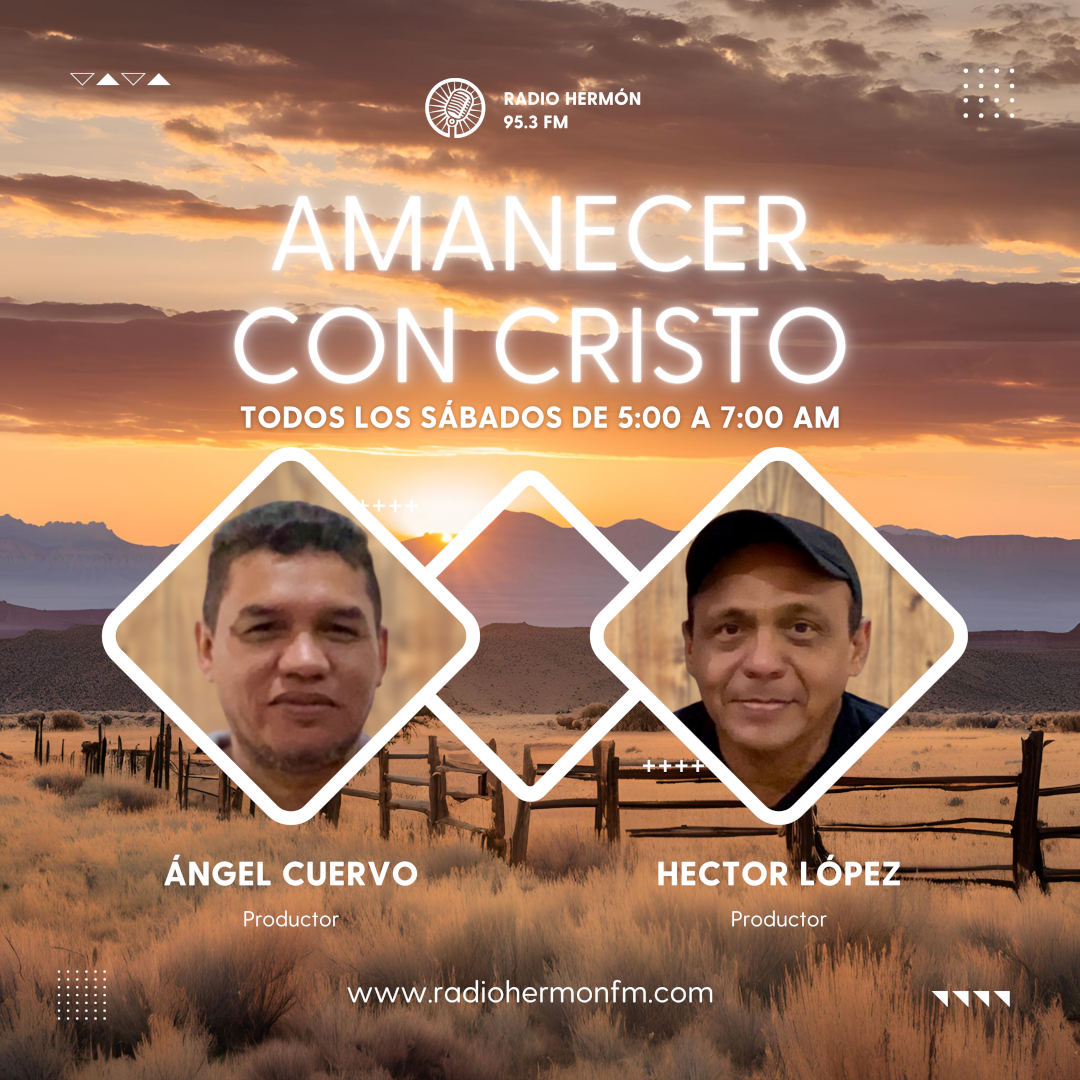 RADIO HERMÓN
95.3 FM
AMANECER
CON CRISTO
TODOS LOS SÁBADOS DE 5:00 A 7:00 AM
ÁNGEL CUERVO
Productor
HECTOR LÓPEZ
Productor
www.radiohermonfm.com